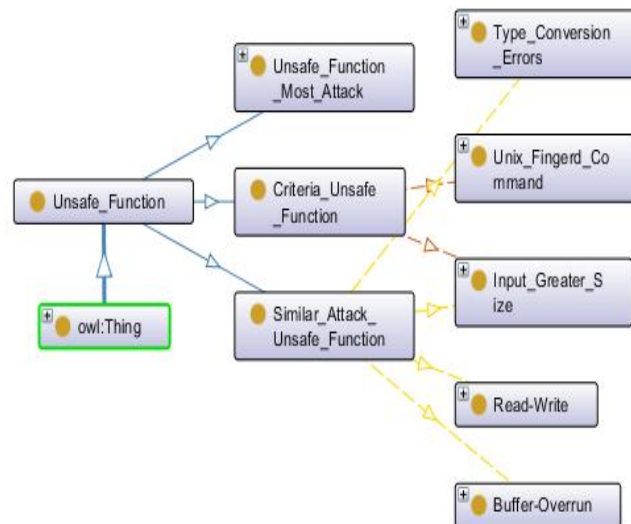 Unsafe_Function
owl:Thing
Unsafe_Function
_Most_Attack
Criteria_Unsafe
_Function
Similar_Attack_
Unsafe_Function
Type_Conversion
_Errors
Unix_Fingerd_Co
mmand
Input_Greater_S
ize
Read-Write
Buffer-Overrun